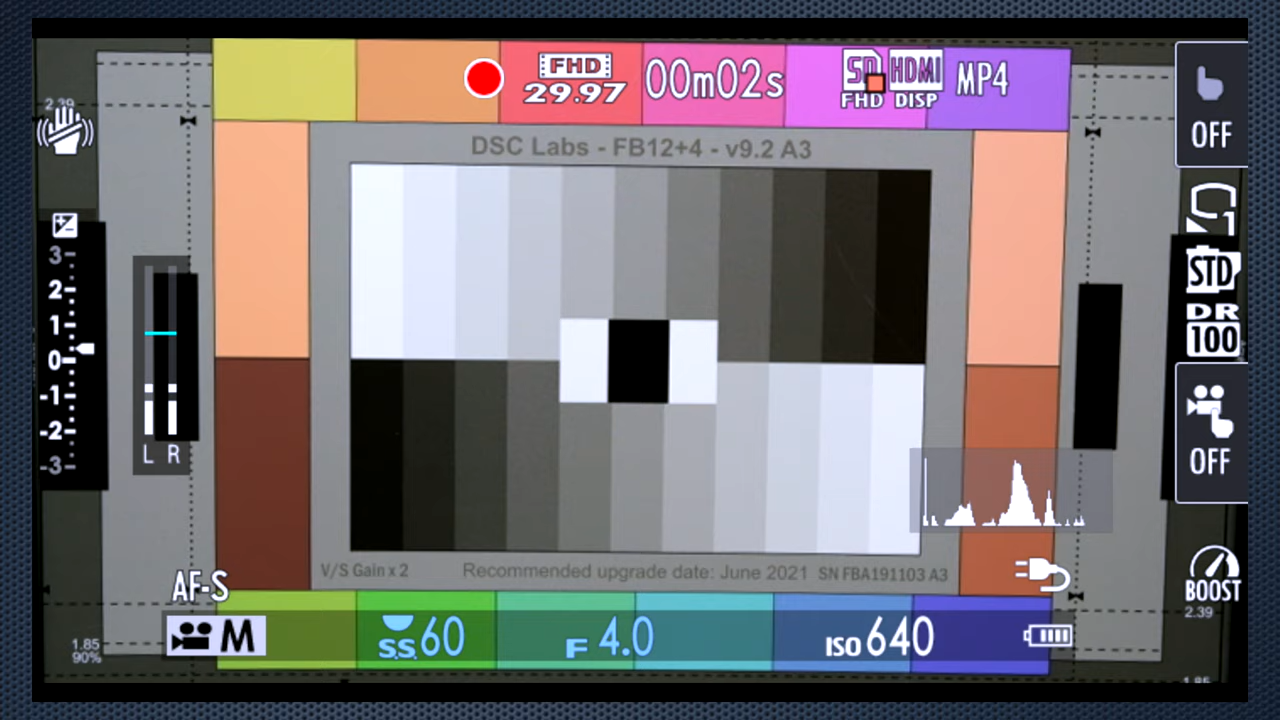 FHD
29.97
00m02s
SD
FHD
HDMI
DISP
MP4
OFF
2.39
DSC Labs - FB12+4 - v9.2 A3
3
2
1
0
-1
-2
-3
L R
STD
DR
100
OFF
V/S Gain x 2
Recommended upgrade date: June 2021
SN FBA191103 A3
AF-S
BOOST
2.39
M
S.S. 60
F 4.0
ISO 640
1.85
90%
1.85